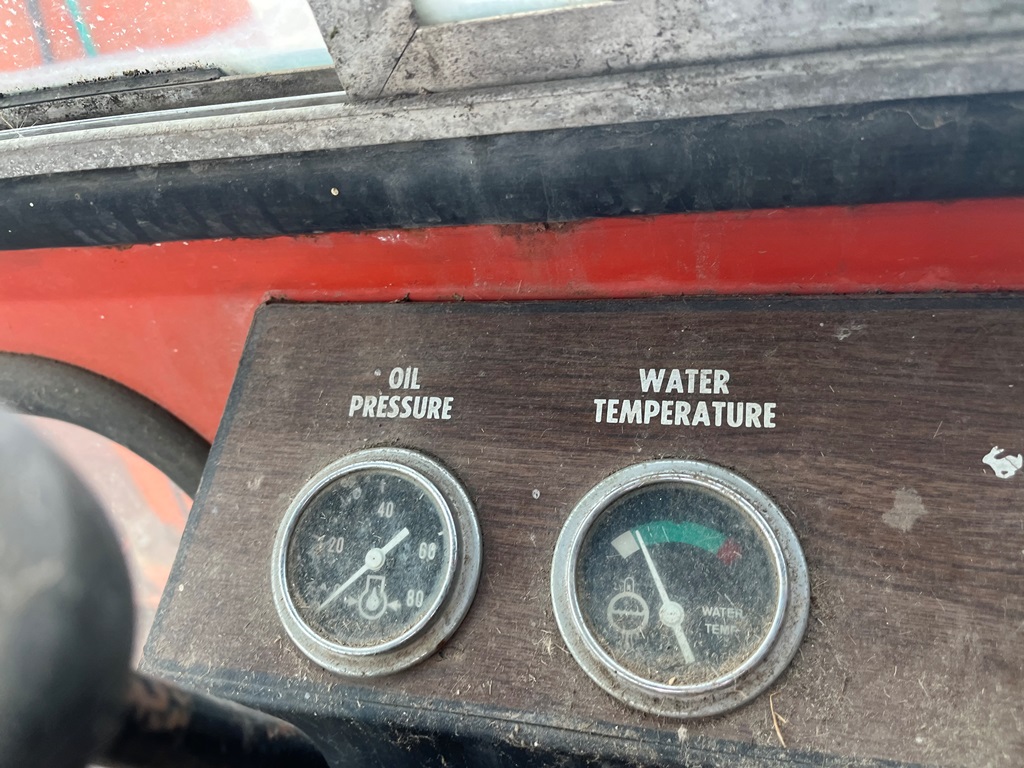 OIL
PRESSURE
WATER
TEMPERATURE
40
20
60
80
WATER
TEMP